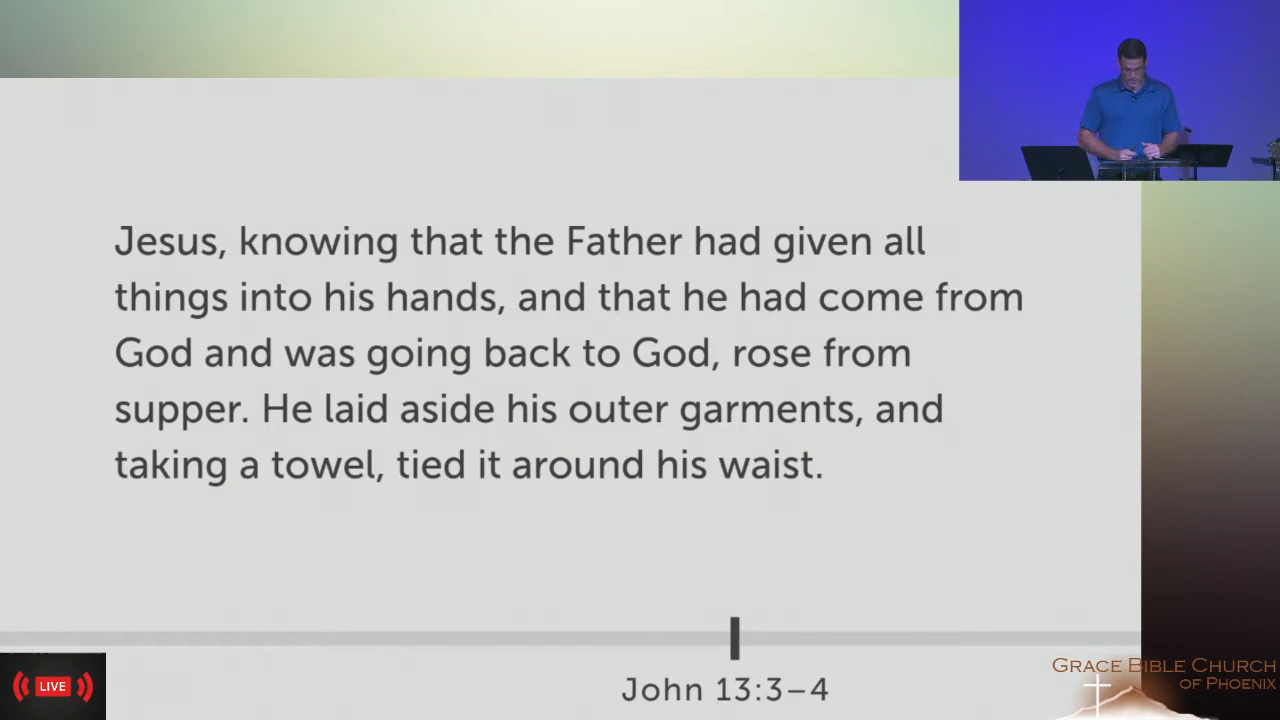 Jesus, knowing that the Father had given all
things into his hands, and that he had come from
God and was going back to God, rose from
supper. He laid aside his outer garments, and
taking a towel, tied it around his waist.
John 13:3–4
LIVE
GRACE BIBLE CHURCH
OF PHOENIX